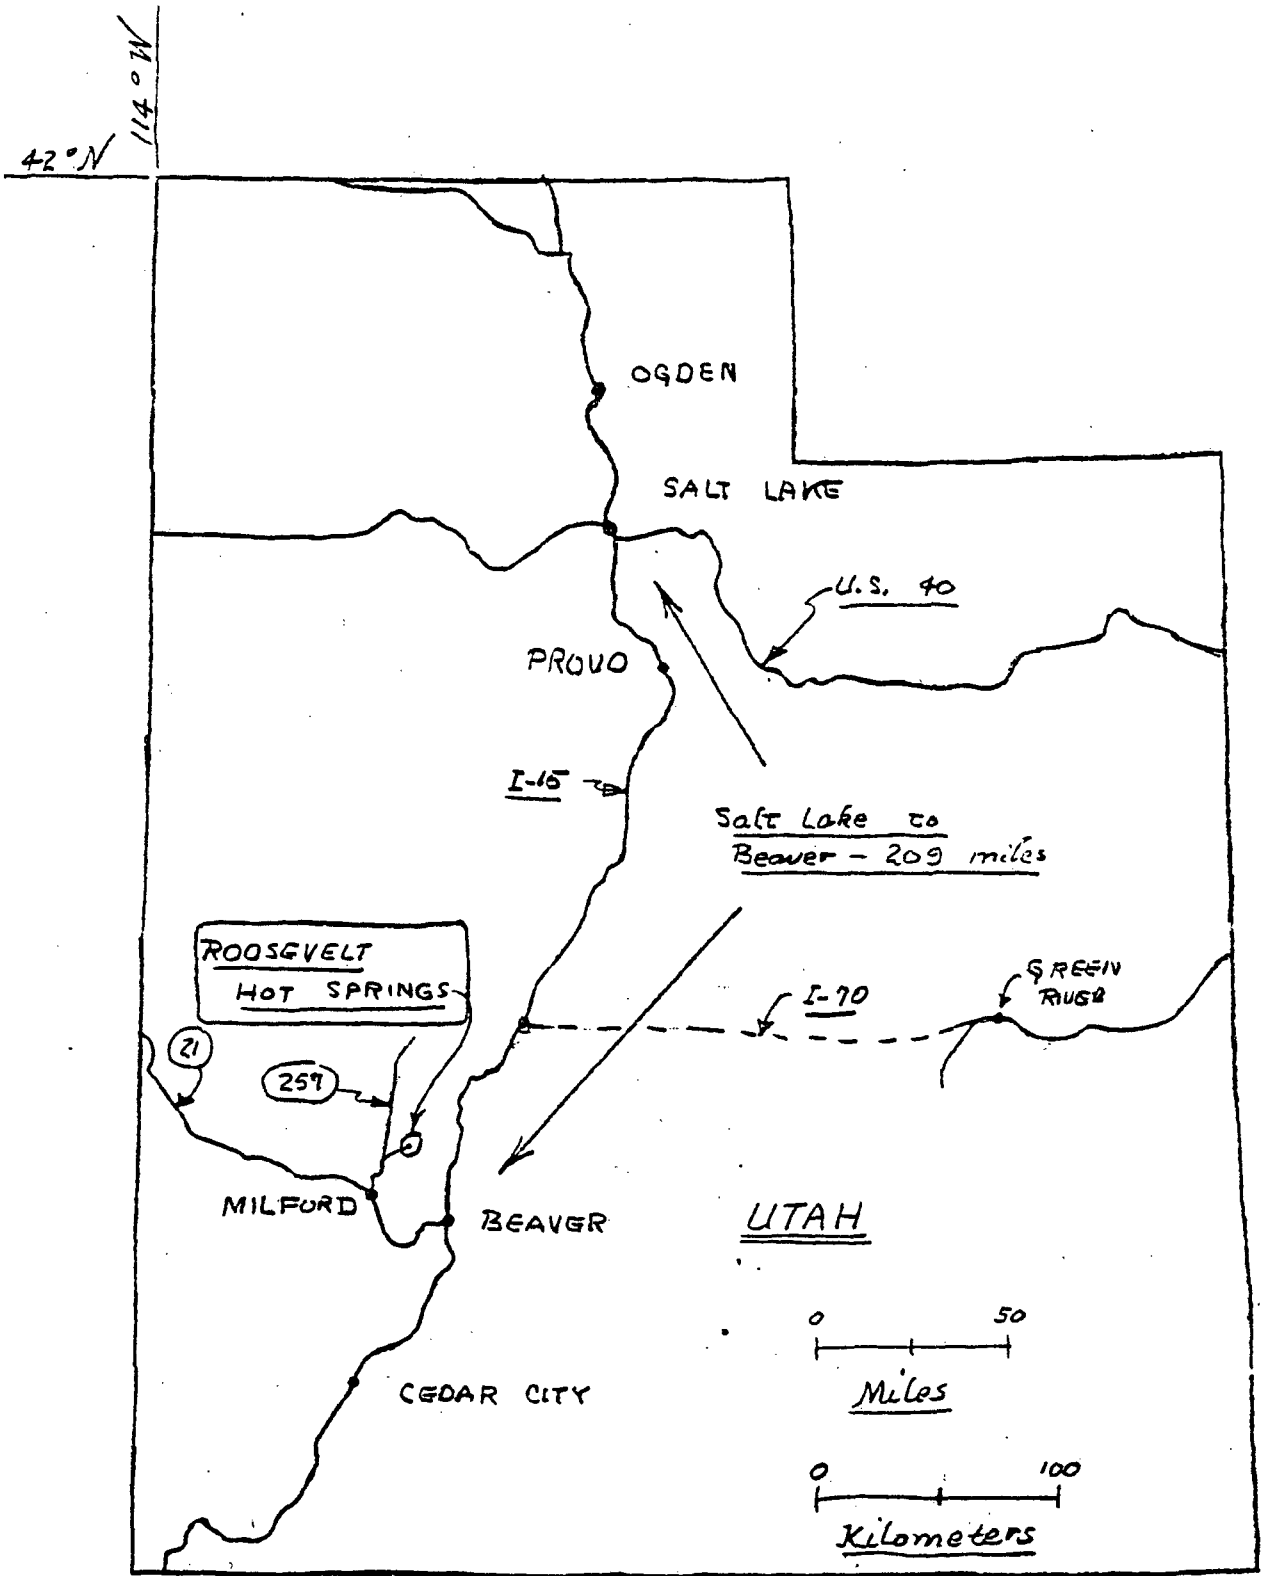 114°W
42°N
OGDEN
SALT LAKE
U.S. 40
PROVO
I-15
Salt Lake to
Beaver - 209 miles
ROOSEVELT
HOT SPRINGS
GREEN
RIVER
I-70
21
257
MILFORD
BEAVER
UTAH
0 50
Miles
CEDAR CITY
0 100
Kilometers